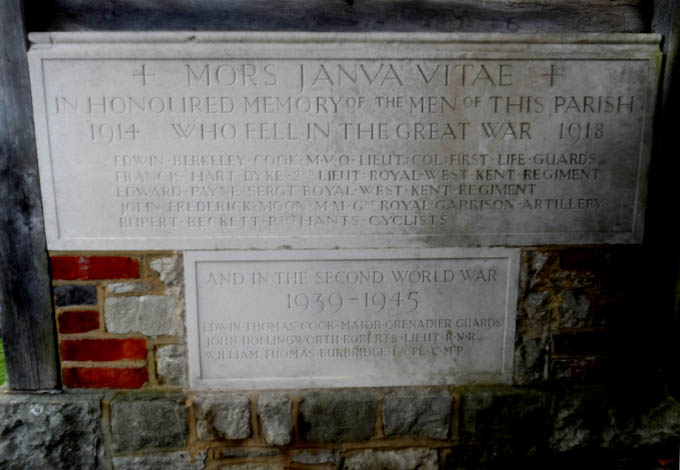 + MORS JANVA VITAE +
IN HONOURED MEMORY OF THE MEN OF THIS PARISH
1914 WHO FELL IN THE GREAT WAR 1918
EDWIN · BERKELEY · COOK · M·V·O · LIEUT · COL · FIRST · LIFE · GUARDS
FRANCIS · HART · DYKE · 2ND LIEUT · ROYAL · WEST · KENT · REGIMENT
EDWARD · PAYNE · SERGT · ROYAL · WEST · KENT · REGIMENT
JOHN · FREDERICK · MOON · M·M · GNR ROYAL · GARRISON · ARTILLERY
RUPERT · BECKETT · PTE HANTS · CYCLISTS
AND IN THE SECOND WORLD WAR
1939-1945
EDWIN · THOMAS · COOK · MAJOR · GRENADIER · GUARDS
JOHN · HOLLINGWORTH · ROBERTS · LIEUT · R·N·R
WILLIAM · THOMAS · BURBRIDGE · L/CPL · C·M·P